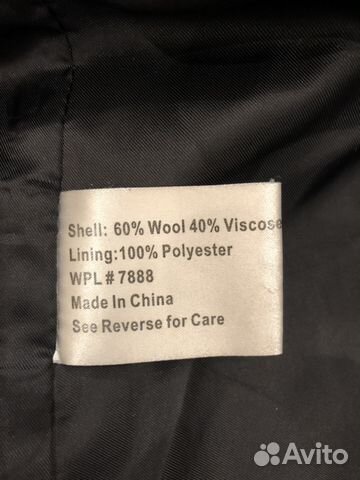 Shell: 60% Wool 40% Viscose
Lining:100% Polyester
WPL # 7888
Made In China
See Reverse for Care
Avito